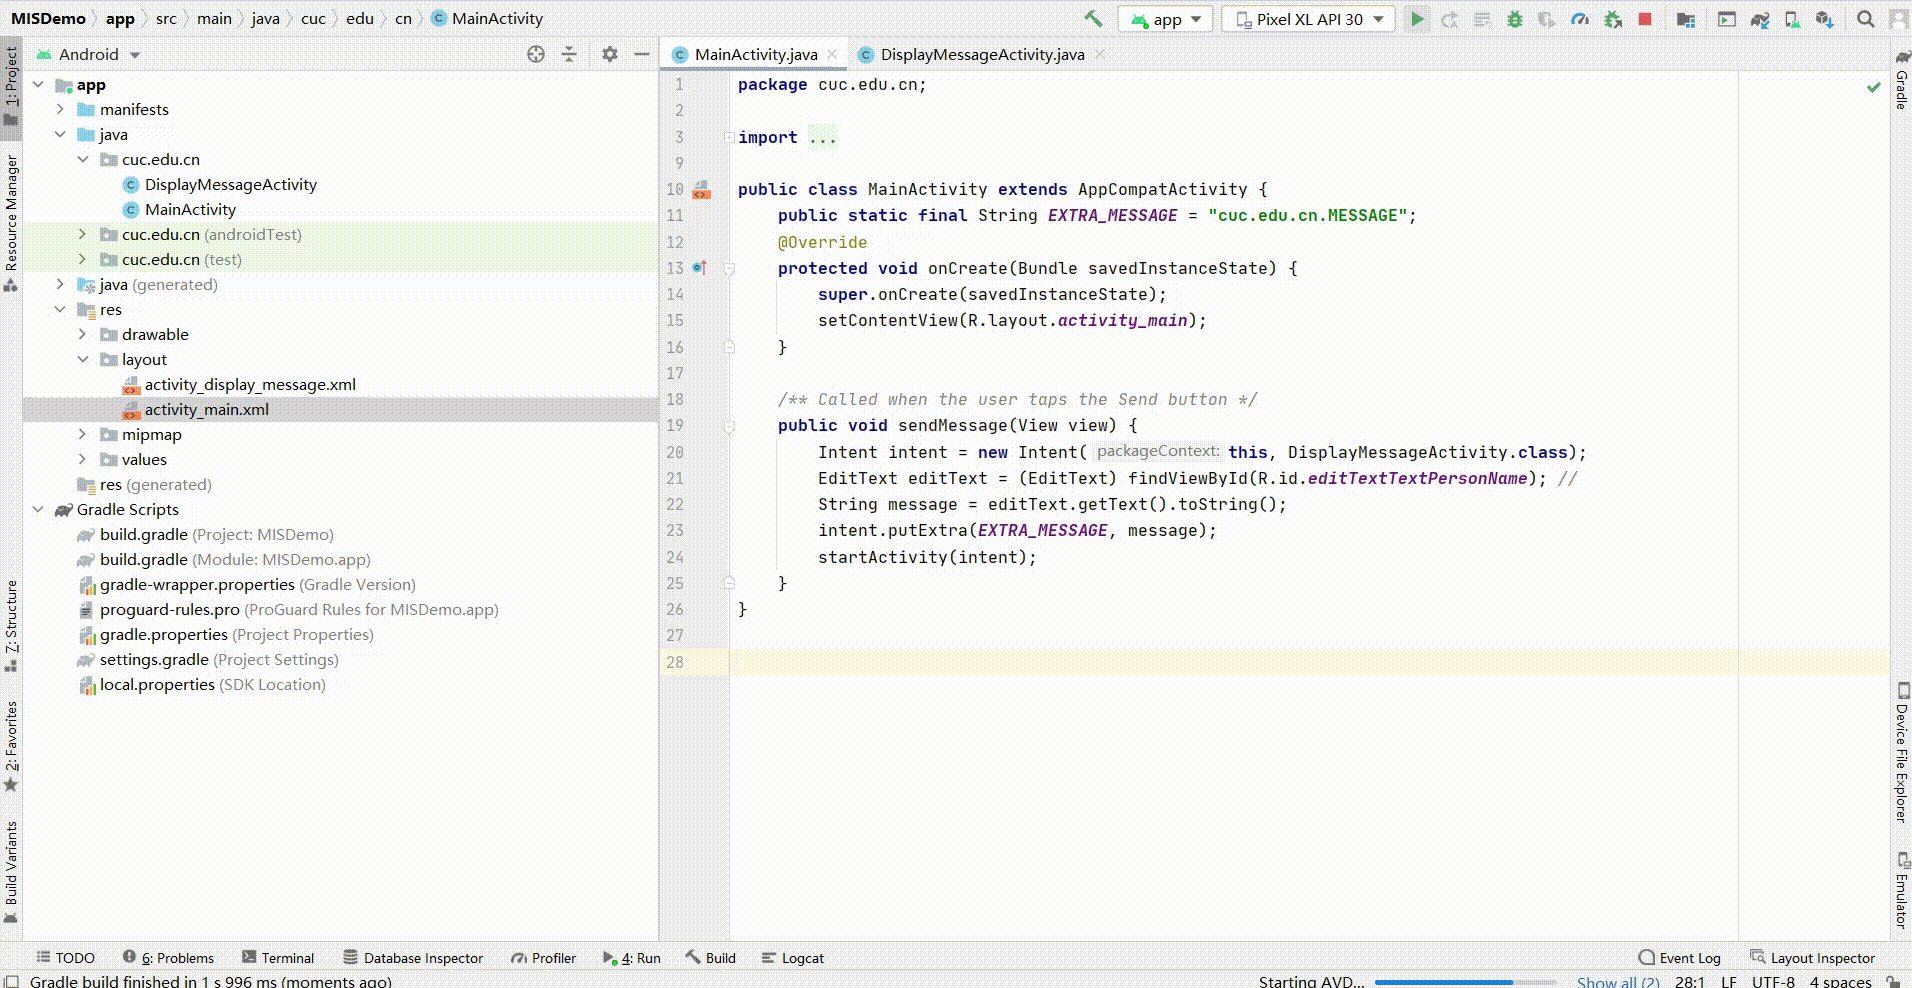 MISDemo app src main java cuc edu cn MainActivity
app Pixel XL API 30
1: Project
Resource Manager
7: Structure
2: Favorites
Build Variants
Android
app
manifests
java
cuc.edu.cn
DisplayMessageActivity
MainActivity
cuc.edu.cn (androidTest)
cuc.edu.cn (test)
java (generated)
res
drawable
layout
activity_display_message.xml
activity_main.xml
mipmap
values
res (generated)
Gradle Scripts
build.gradle (Project: MISDemo)
build.gradle (Module: MISDemo.app)
gradle-wrapper.properties (Gradle Version)
proguard-rules.pro (ProGuard Rules for MISDemo.app)
gradle.properties (Project Properties)
settings.gradle (Project Settings)
local.properties (SDK Location)
MainActivity.java DisplayMessageActivity.java
1 package cuc.edu.cn;
2
3 import ...
9
10 public class MainActivity extends AppCompatActivity {
11 public static final String EXTRA_MESSAGE = "cuc.edu.cn.MESSAGE";
12 @Override
13 protected void onCreate(Bundle savedInstanceState) {
14 super.onCreate(savedInstanceState);
15 setContentView(R.layout.activity_main);
16 }
17
18 /** Called when the user taps the Send button */
19 public void sendMessage(View view) {
20 Intent intent = new Intent( packageContext: this, DisplayMessageActivity.class);
21 EditText editText = (EditText) findViewById(R.id.editTextTextPersonName); //
22 String message = editText.getText().toString();
23 intent.putExtra(EXTRA_MESSAGE, message);
24 startActivity(intent);
25 }
26 }
27
28
Gradle
Device File Explorer
Emulator
TODO 6: Problems Terminal Database Inspector Profiler 4: Run Build Logcat Event Log Layout Inspector
Gradle build finished in 1 s 996 ms (moments ago) Starting AVD... Show all (2) 28:1 LF UTF-8 4 spaces